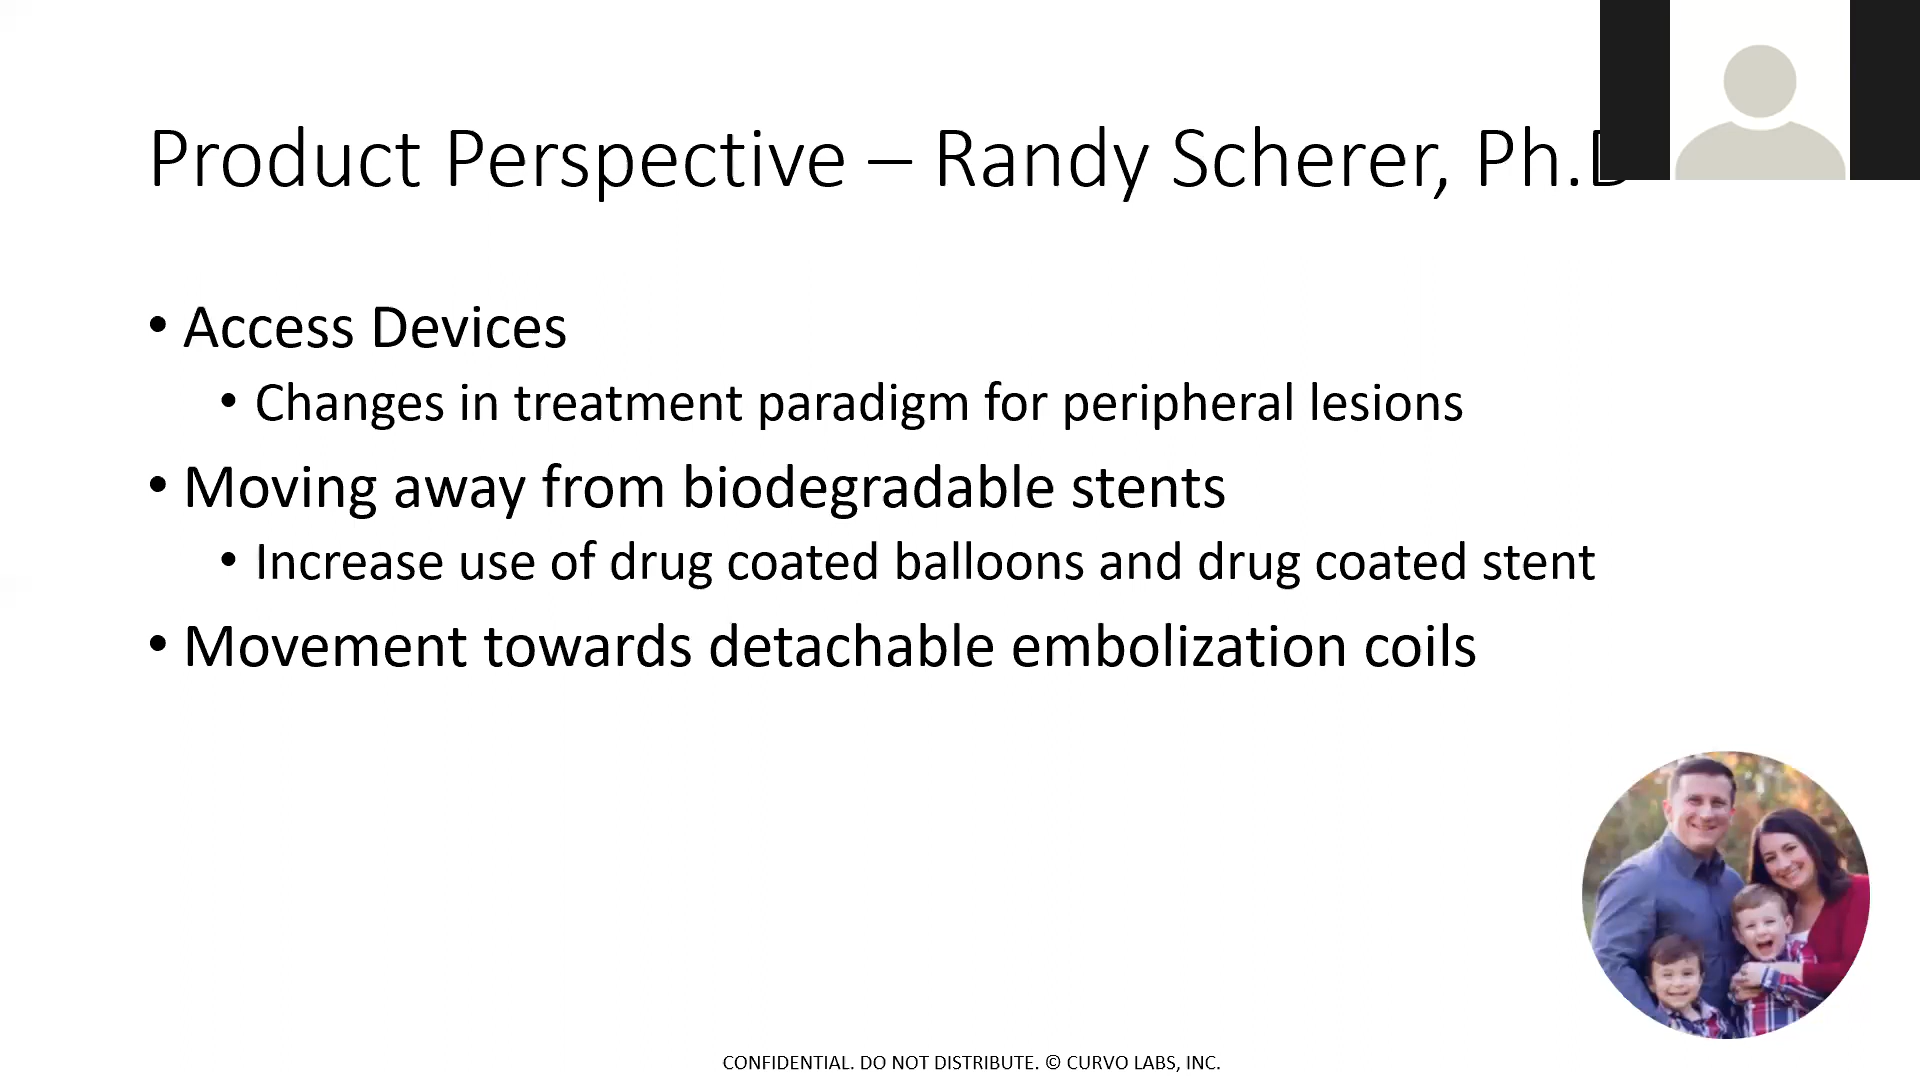 Product Perspective – Randy Scherer, Ph.D
• Access Devices
• Changes in treatment paradigm for peripheral lesions
• Moving away from biodegradable stents
• Increase use of drug coated balloons and drug coated stent
• Movement towards detachable embolization coils
CONFIDENTIAL. DO NOT DISTRIBUTE. © CURVO LABS, INC.